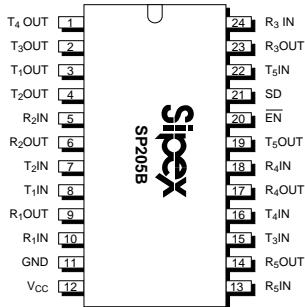 T4 OUT 1
T3OUT 2
T1OUT 3
T2OUT 4
R2IN 5
R2OUT 6
T2IN 7
T1IN 8
R1OUT 9
R1IN 10
GND 11
VCC 12
Sipex
SP205B
24 R3 IN
23 R3OUT
22 T5IN
21 SD
20 EN
19 T5OUT
18 R4IN
17 R4OUT
16 T4IN
15 T3IN
14 R5OUT
13 R5IN